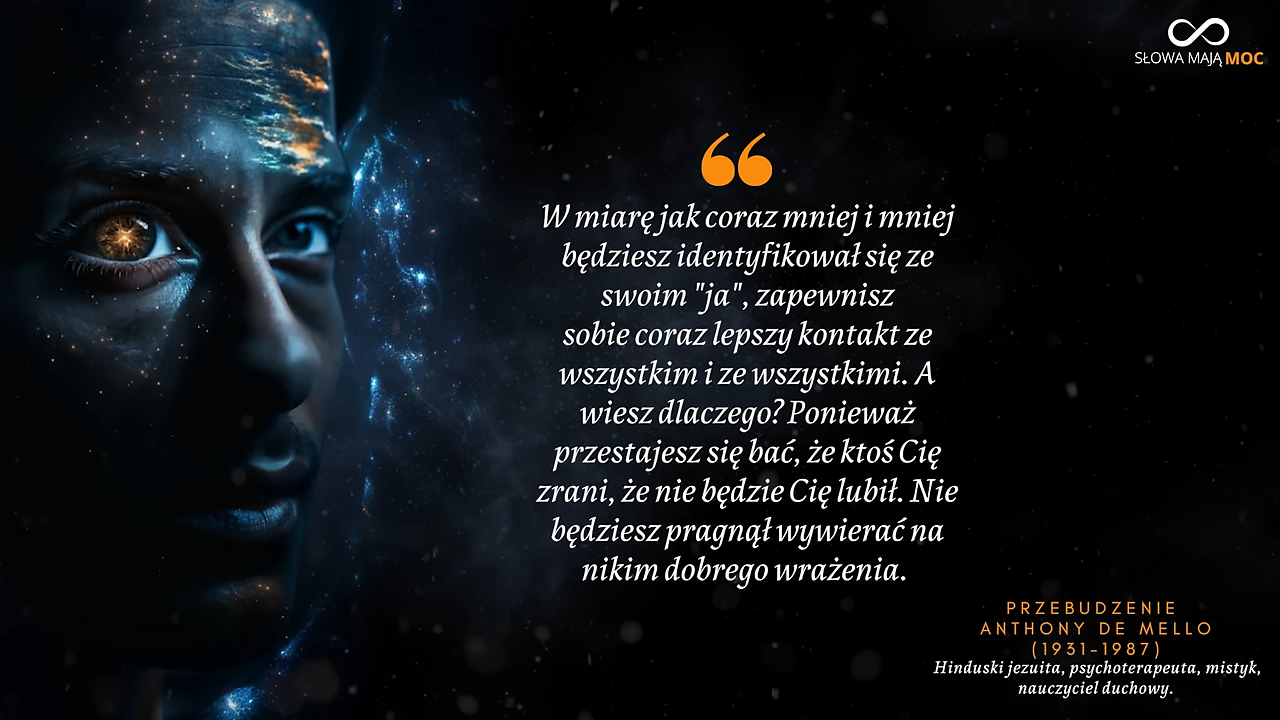 SŁOWA MAJĄ MOC
W miarę jak coraz mniej i mniej
będziesz identyfikował się ze
swoim "ja", zapewnisz
sobie coraz lepszy kontakt ze
wszystkim i ze wszystkimi. A
wiesz dlaczego? Ponieważ
przestajesz się bać, że ktoś Cię
zrani, że nie będzie Cię lubił. Nie
będziesz pragnął wywierać na
nikim dobrego wrażenia.
PRZEBUDZENIE
ANTHONY DE MELLO
(1931-1987)
Hinduski jezuita, psychoterapeuta, mistyk,
nauczyciel duchowy.